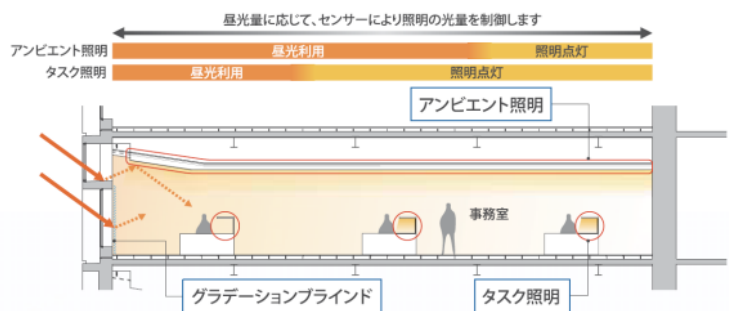 昼光量に応じて、センサーにより照明の光量を制御します
アンビエント照明 昼光利用 照明点灯
タスク照明 昼光利用 照明点灯
アンビエント照明
事務室
グラデーションブラインド タスク照明